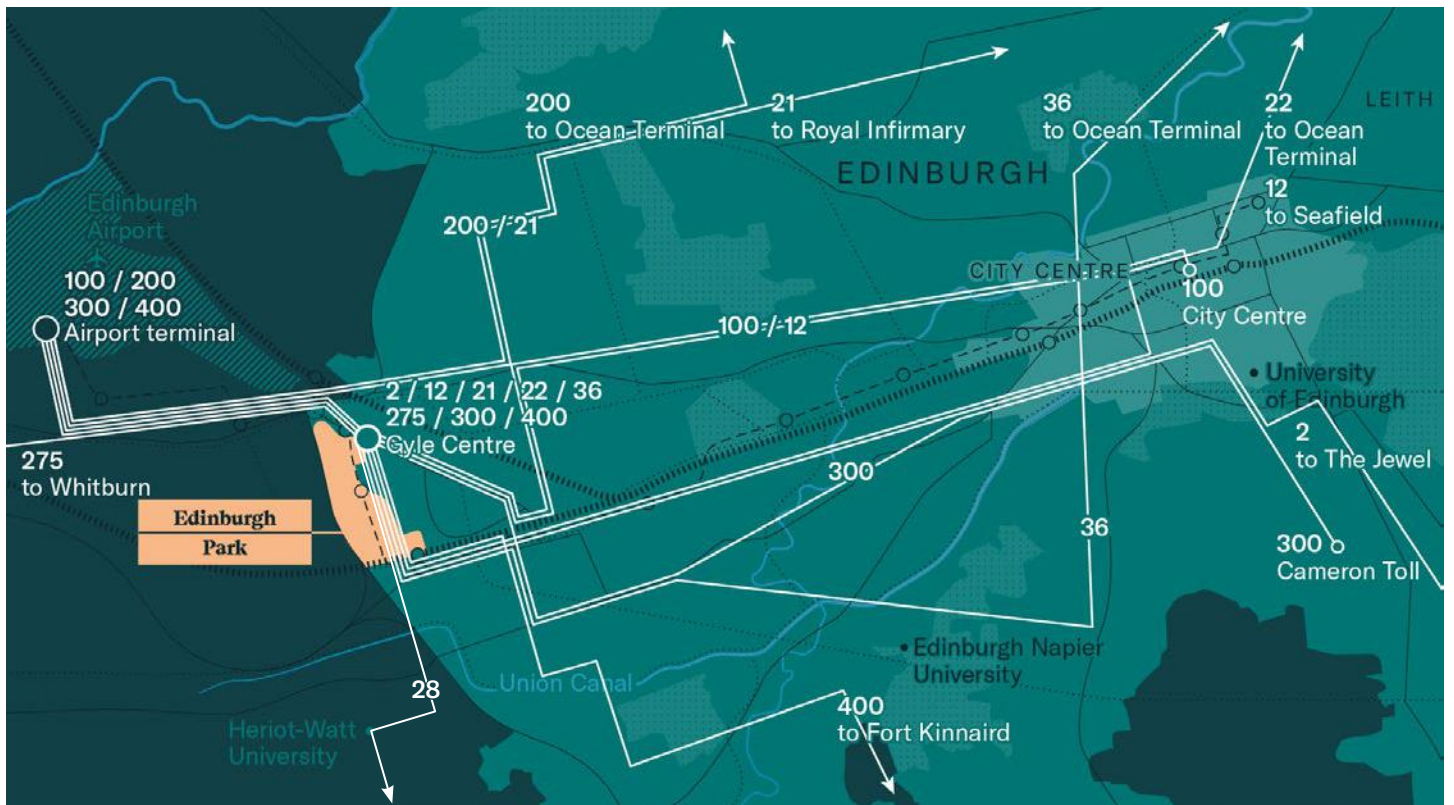 200
to Ocean Terminal
21
to Royal Infirmary
36
to Ocean Terminal
22
to Ocean
Terminal
LEITH
EDINBURGH
12
to Seafield
Edinburgh
Airport
200 / 21
100 / 200
300 / 400
Airport terminal
CITY CENTRE
100
City Centre
100 / 12
2 / 12 / 21 / 22 / 36
275 / 300 / 400
Gyle Centre
University
of Edinburgh
2
to The Jewel
275
to Whitburn
300
Edinburgh
Park
36
300
Cameron Toll
Edinburgh Napier
University
Union Canal
28
400
to Fort Kinnaird
Heriot-Watt
University